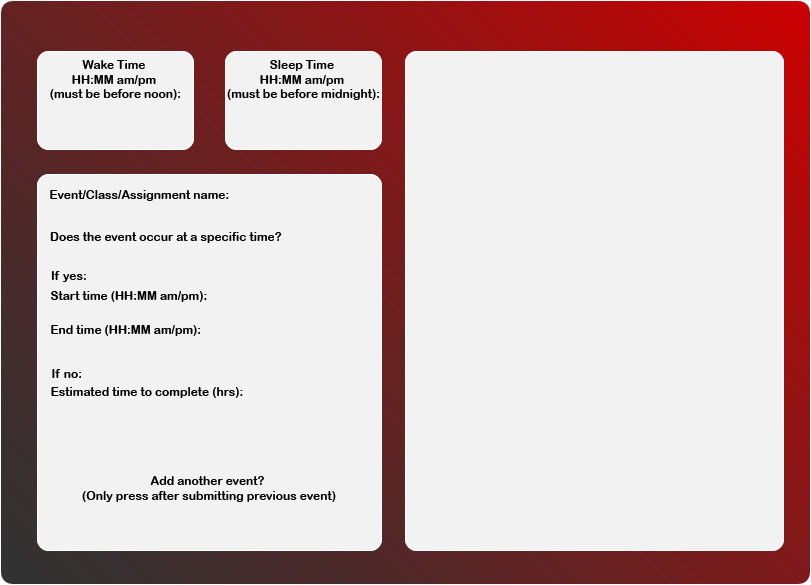 Wake Time
HH:MM am/pm
(must be before noon):
Sleep Time
HH:MM am/pm
(must be before midnight):
Event/Class/Assignment name:
Does the event occur at a specific time?
If yes:
Start time (HH:MM am/pm):
End time (HH:MM am/pm):
If no:
Estimated time to complete (hrs):
Add another event?
(Only press after submitting previous event)